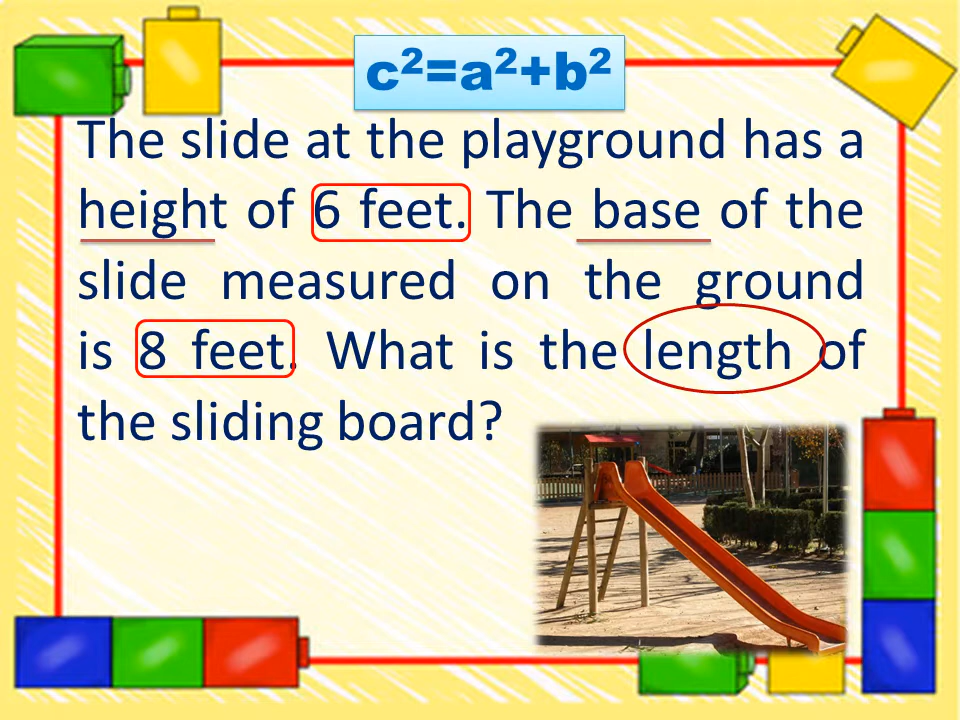 c²=a²+b²
The slide at the playground has a
height of 6 feet. The base of the
slide measured on the ground
is 8 feet. What is the length of
the sliding board?